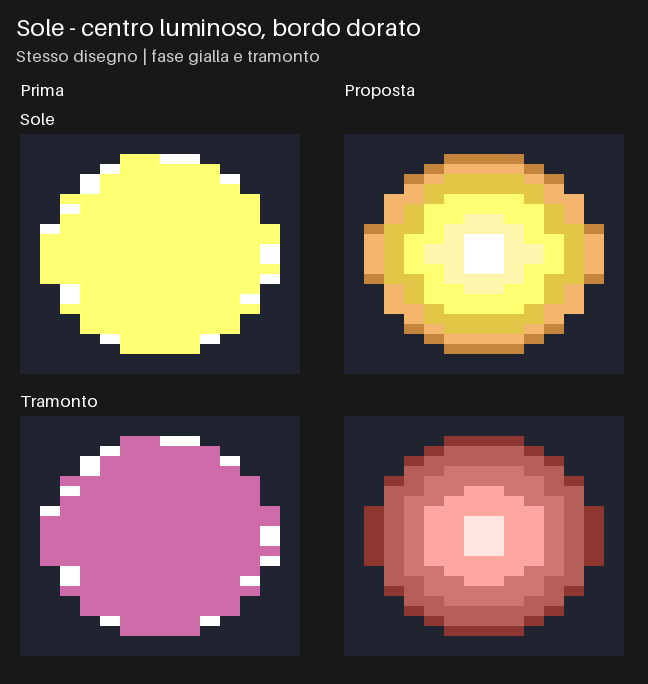 Sole - centro luminoso, bordo dorato
Stesso disegno | fase gialla e tramonto
Prima
Proposta
Sole
Tramonto